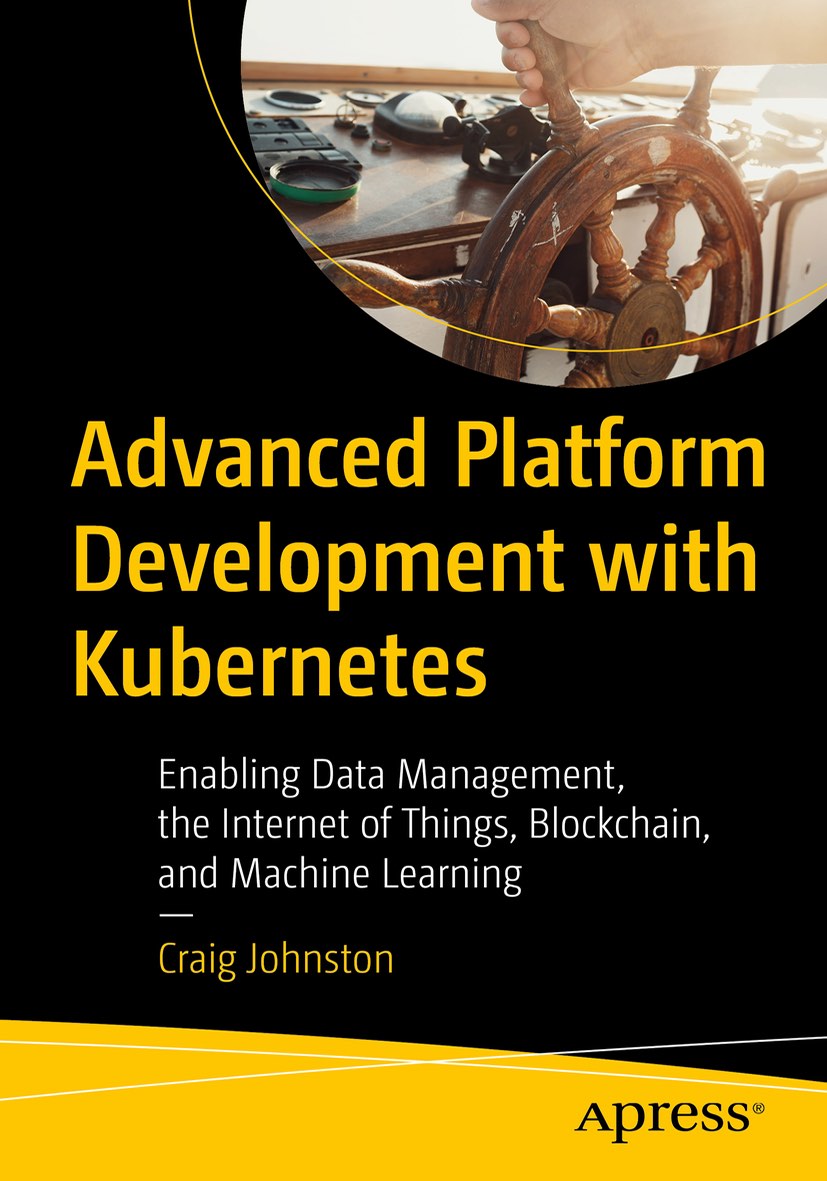 Advanced Platform
Development with
Kubernetes
Enabling Data Management,
the Internet of Things, Blockchain,
and Machine Learning
—
Craig Johnston
Apress®